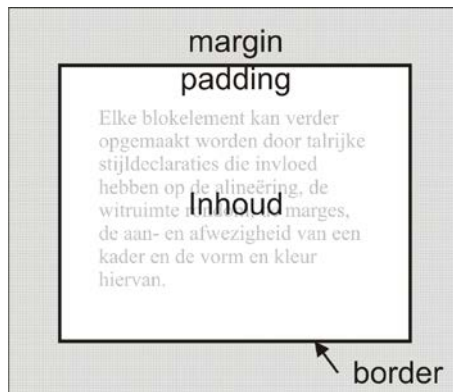 margin
padding
Elke blokelement kan verder
opgemaakt worden door talrijke
stijldeclaraties die invloed
hebben op de alineëring, de
Inhoud
witruimte marges,
de aan- en afwezigheid van een
kader en de vorm en kleur
hiervan.
border